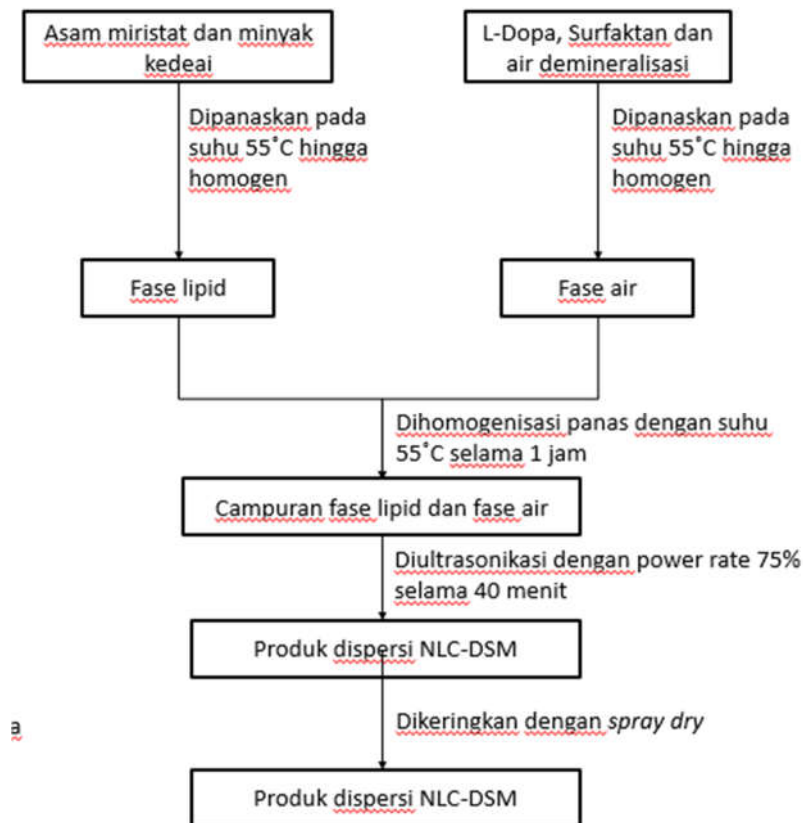 Asam miristat dan minyak
kedeai
L-Dopa, Surfaktan dan
air demineralisasi
Dipanaskan pada
suhu 55°C hingga
homogen
Dipanaskan pada
suhu 55°C hingga
homogen
Fase lipid
Fase air
Dihomogenisasi panas dengan suhu
55°C selama 1 jam
Campuran fase lipid dan fase air
Diultrasonikasi dengan power rate 75%
selama 40 menit
Produk dispersi NLC-DSM
a
Dikeringkan dengan spray dry
Produk dispersi NLC-DSM